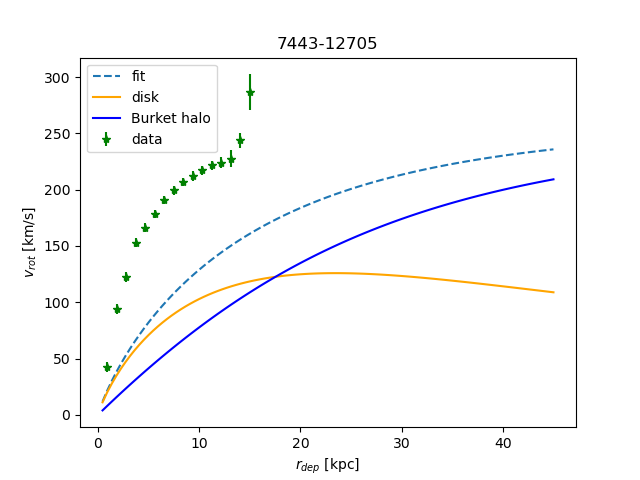 7443-12705
300
250
200
150
100
50
0
v_rot [km/s]
fit
disk
Burket halo
data
0 10 20 30 40
r_dep [kpc]